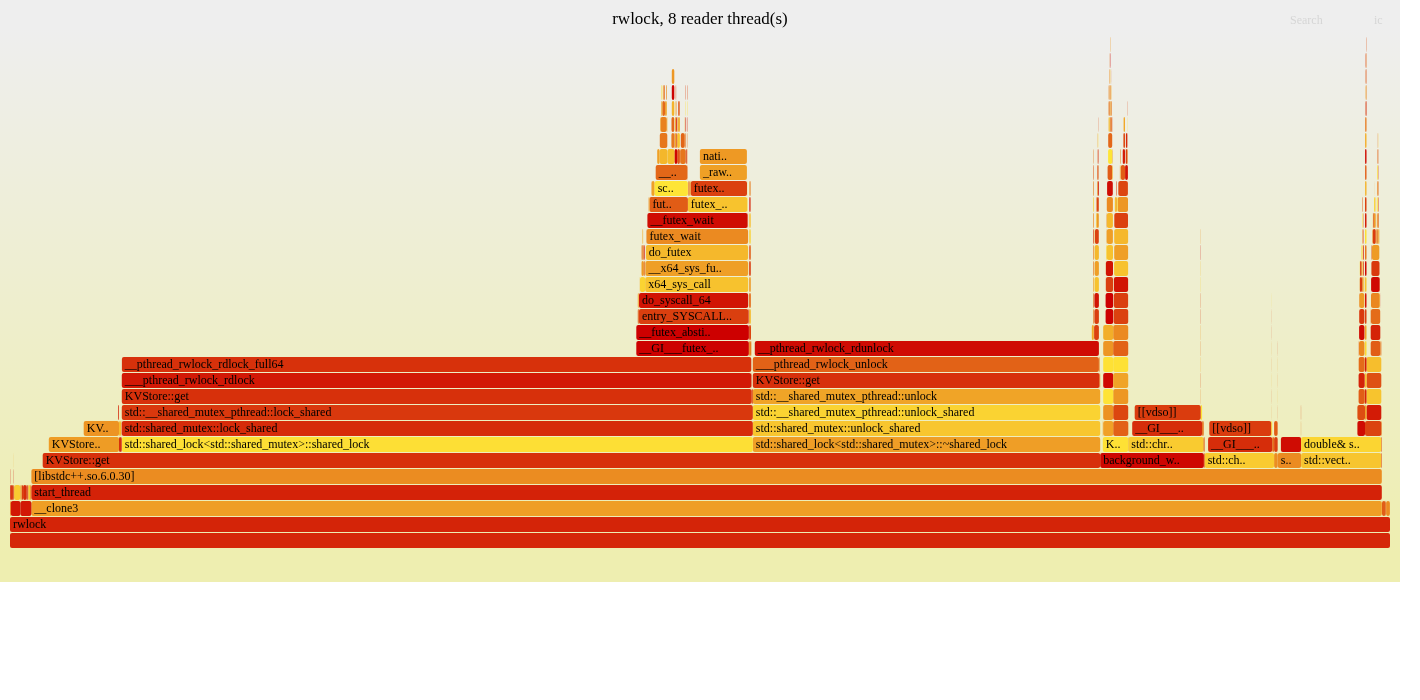 rwlock, 8 reader thread(s)
Search
ic
nati..
__..
_raw..
sc..
futex..
fut..
futex_..
__futex_wait
futex_wait
do_futex
__x64_sys_fu..
x64_sys_call
do_syscall_64
entry_SYSCALL..
__futex_absti..
__GI___futex_..
___pthread_rwlock_rdunlock
__pthread_rwlock_rdlock_full64
___pthread_rwlock_unlock
___pthread_rwlock_rdlock
KVStore::get
KVStore::get
std::__shared_mutex_pthread::unlock
std::__shared_mutex_pthread::lock_shared
std::__shared_mutex_pthread::unlock_shared
[[vdso]]
KV..
std::shared_mutex::lock_shared
std::shared_mutex::unlock_shared
__GI___..
[[vdso]]
KVStore..
std::shared_lock<std::shared_mutex>::shared_lock
std::shared_lock<std::shared_mutex>::~shared_lock
K..
std::chr..
__GI___..
double& s..
KVStore::get
background_w..
std::ch..
s..
std::vect..
[libstdc++.so.6.0.30]
start_thread
__clone3
rwlock